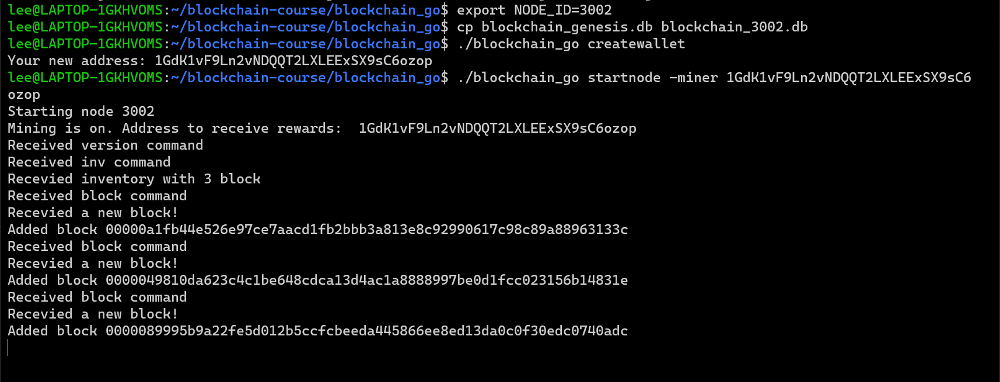 lee@LAPTOP-1GKHVOMS:~/blockchain-course/blockchain_go$ export NODE_ID=3002
lee@LAPTOP-1GKHVOMS:~/blockchain-course/blockchain_go$ cp blockchain_genesis.db blockchain_3002.db
lee@LAPTOP-1GKHVOMS:~/blockchain-course/blockchain_go$ ./blockchain_go createwallet
Your new address: 1GdK1vF9Ln2vNDQQT2LXLEExSX9sC6ozop
lee@LAPTOP-1GKHVOMS:~/blockchain-course/blockchain_go$ ./blockchain_go startnode -miner 1GdK1vF9Ln2vNDQQT2LXLEExSX9sC6
ozop
Starting node 3002
Mining is on. Address to receive rewards:  1GdK1vF9Ln2vNDQQT2LXLEExSX9sC6ozop
Received version command
Received inv command
Recevied inventory with 3 block
Received block command
Recevied a new block!
Added block 00000a1fb44e526e97ce7aacd1fb2bbb3a813e8c92990617c98c89a88963133c
Received block command
Recevied a new block!
Added block 0000049810da623c4c1be648cdca13d4ac1a8888997be0d1fcc023156b14831e
Received block command
Recevied a new block!
Added block 0000089995b9a22fe5d012b5ccfcbeeda445866ee8ed13da0c0f30edc0740adc